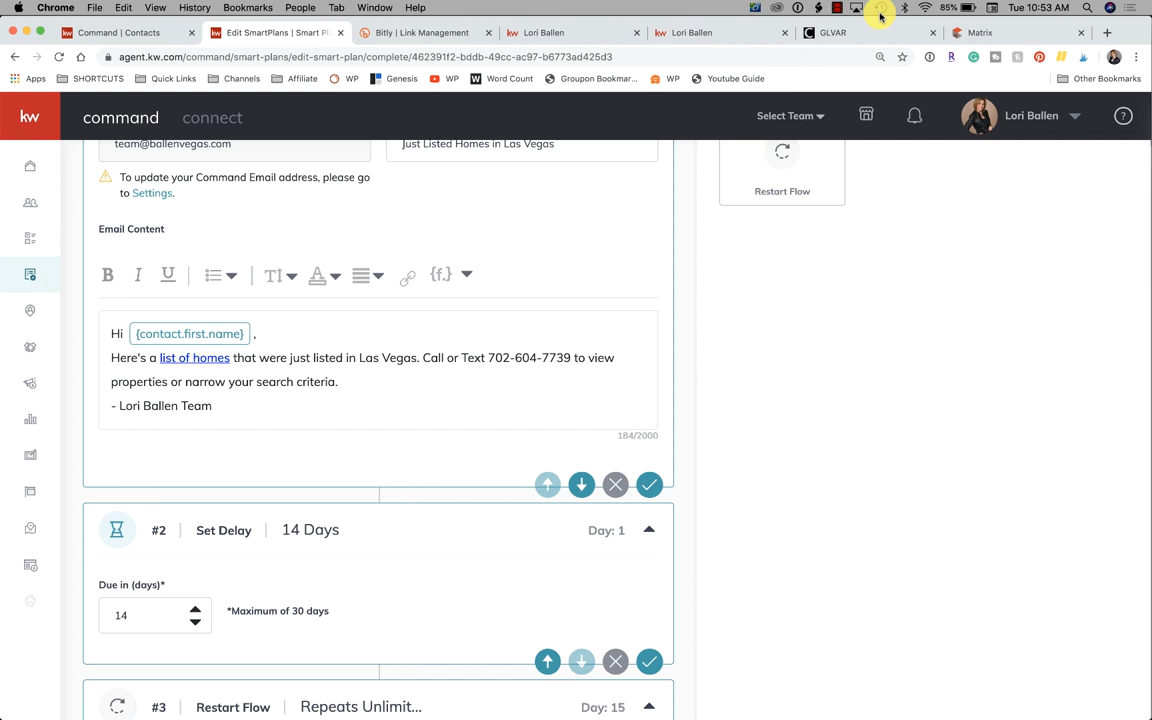 Chrome File Edit View History Bookmarks People Tab Window Help 85% Tue 10:53 AM
Command | Contacts Edit SmartPlans | Smart Pl Bitly | Link Management Lori Ballen Lori Ballen GLVAR Matrix
agent.kw.com/command/smart-plans/edit-smart-plan/complete/462391f2-bddb-49cc-ac97-b6773ad425d3
Apps SHORTCUTS Quick Links Channels Affiliate WP Genesis WP Word Count Groupon Bookmar... WP Youtube Guide Other Bookmarks
kw command connect Select Team Lori Ballen ?
team@ballenvegas.com Just Listed Homes in Las Vegas
To update your Command Email address, please go
to Settings.
Restart Flow
Email Content
B I U T A {f.}
Hi {contact.first.name} ,
Here's a list of homes that were just listed in Las Vegas. Call or Text 702-604-7739 to view
properties or narrow your search criteria.
- Lori Ballen Team
184/2000
#2 Set Delay 14 Days Day: 1
Due in (days)*
14 *Maximum of 30 days
#3 Restart Flow Repeats Unlimit... Day: 15